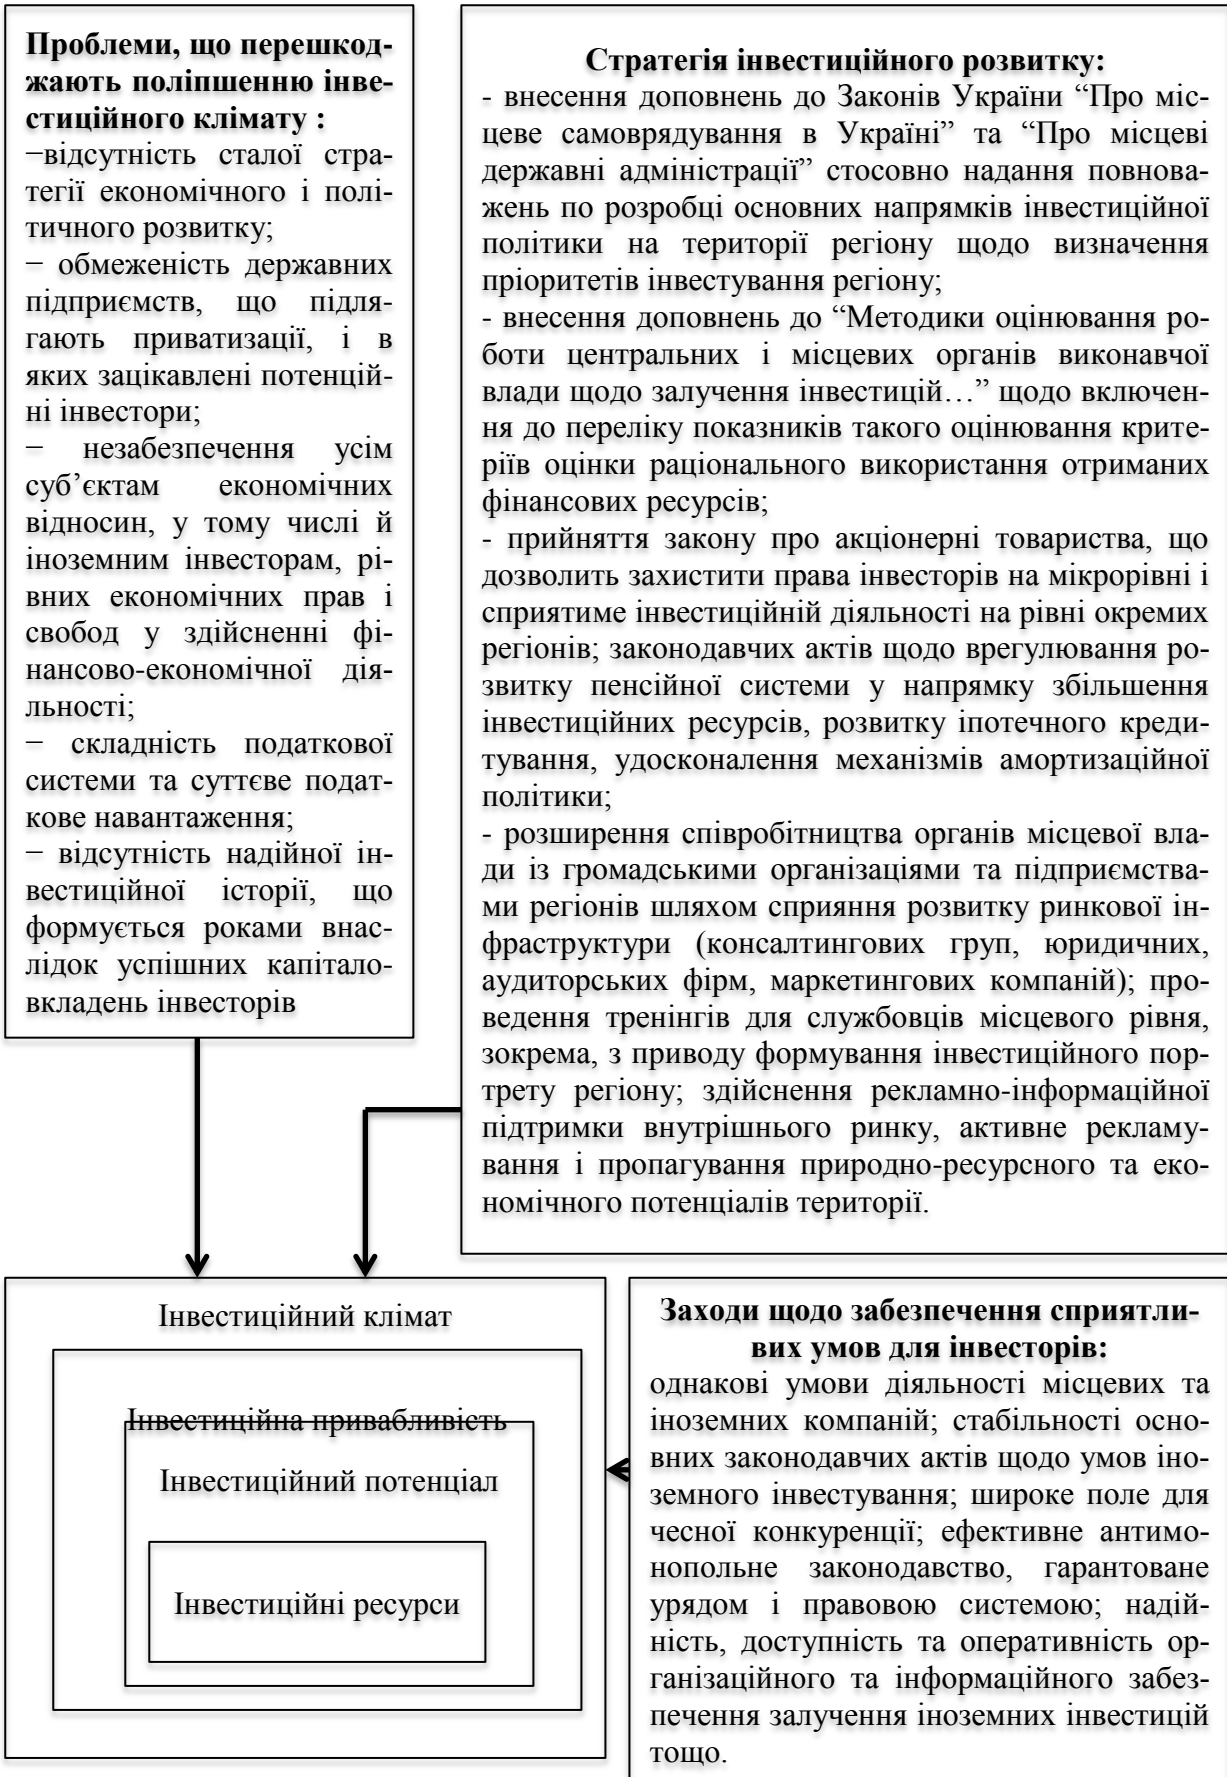 Проблеми, що перешкод-
жають поліпшенню інве-
стиційного клімату :
−відсутність сталої стра-
тегії економічного і полі-
тичного розвитку;
− обмеженість державних
підприємств, що підля-
гають приватизації, і в
яких зацікавлені потенцій-
ні інвестори;
− незабезпечення усім
суб’єктам економічних
відносин, у тому числі й
іноземним інвесторам, рі-
вних економічних прав і
свобод у здійсненні фі-
нансово-економічної дія-
льності;
− складність податкової
системи та суттєве подат-
кове навантаження;
− відсутність надійної ін-
вестиційної історії, що
формується роками внас-
лідок успішних капітало-
вкладень інвесторів
Стратегія інвестиційного розвитку:
- внесення доповнень до Законів України “Про міс-
цеве самоврядування в Україні” та “Про місцеві
державні адміністрації” стосовно надання повнова-
жень по розробці основних напрямків інвестиційної
політики на території регіону щодо визначення
пріоритетів інвестування регіону;
- внесення доповнень до “Методики оцінювання ро-
боти центральних і місцевих органів виконавчої
влади щодо залучення інвестицій…” щодо включен-
ня до переліку показників такого оцінювання крите-
ріїв оцінки раціонального використання отриманих
фінансових ресурсів;
- прийняття закону про акціонерні товариства, що
дозволить захистити права інвесторів на мікрорівні і
сприятиме інвестиційній діяльності на рівні окремих
регіонів; законодавчих актів щодо врегулювання ро-
звитку пенсійної системи у напрямку збільшення
інвестиційних ресурсів, розвитку іпотечного креди-
тування, удосконалення механізмів амортизаційної
політики;
- розширення співробітництва органів місцевої вла-
ди із громадськими організаціями та підприємства-
ми регіонів шляхом сприяння розвитку ринкової ін-
фраструктури (консалтингових груп, юридичних,
аудиторських фірм, маркетингових компаній); про-
ведення тренінгів для службовців місцевого рівня,
зокрема, з приводу формування інвестиційного пор-
трету регіону; здійснення рекламно-інформаційної
підтримки внутрішнього ринку, активне рекламу-
вання і пропагування природно-ресурсного та еко-
номічного потенціалів території.
Інвестиційний клімат
Інвестиційна привабливість
Інвестиційний потенціал
Інвестиційні ресурси
Заходи щодо забезпечення сприятли-
вих умов для інвесторів:
однакові умови діяльності місцевих та
іноземних компаній; стабільності осно-
вних законодавчих актів щодо умов іно-
земного інвестування; широке поле для
чесної конкуренції; ефективне антимо-
нопольне законодавство, гарантоване
урядом і правовою системою; надій-
ність, доступність та оперативність ор-
ганізаційного та інформаційного забез-
печення залучення іноземних інвестицій
тощо.